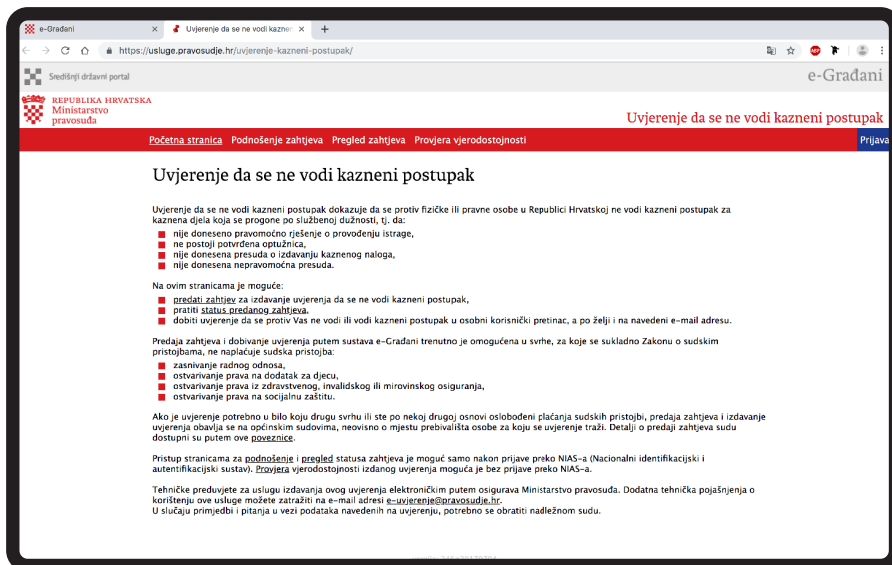 e-Građani
Uvjerenje da se ne vodi kaznen
https://usluge.pravosudje.hr/uvjerenje-kazneni-postupak/
ABP
Središnji državni portal
e-Građani
REPUBLIKA HRVATSKA
Ministarstvo
pravosuđa
Uvjerenje da se ne vodi kazneni postupak
Početna stranica Podnošenje zahtjeva Pregled zahtjeva Provjera vjerodostojnosti
Prijava
Uvjerenje da se ne vodi kazneni postupak
Uvjerenje da se ne vodi kazneni postupak dokazuje da se protiv fizičke ili pravne osobe u Republici Hrvatskoj ne vodi kazneni postupak za
kaznena djela koja se progone po službenoj dužnosti, tj. da:
nije doneseno pravomoćno rješenje o provođenju istrage,
ne postoji potvrđena optužnica,
nije donesena presuda o izdavanju kaznenog naloga,
nije donesena nepravomoćna presuda.
Na ovim stranicama je moguće:
predati zahtjev za izdavanje uvjerenja da se ne vodi kazneni postupak,
pratiti status predanog zahtjeva,
dobiti uvjerenje da se protiv Vas ne vodi ili vodi kazneni postupak u osobni korisnički pretinac, a po želji i na navedeni e-mail adresu.
Predaja zahtjeva i dobivanje uvjerenja putem sustava e-Građani trenutno je omogućena u svrhe, za koje se sukladno Zakonu o sudskim
pristojbama, ne naplaćuje sudska pristojba:
zasnivanje radnog odnosa,
ostvarivanje prava na dodatak za djecu,
ostvarivanje prava iz zdravstvenog, invalidskog ili mirovinskog osiguranja,
ostvarivanje prava na socijalnu zaštitu.
Ako je uvjerenje potrebno u bilo koju drugu svrhu ili ste po nekoj drugoj osnovi oslobođeni plaćanja sudskih pristojbi, predaja zahtjeva i izdavanje
uvjerenja obavlja se na općinskim sudovima, neovisno o mjestu prebivališta osobe za koju se uvjerenje traži. Detalji o predaji zahtjeva sudu
dostupni su putem ove poveznice.
Pristup stranicama za podnošenje i pregled statusa zahtjeva je moguć samo nakon prijave preko NIAS-a (Nacionalni identifikacijski i
autentifikacijski sustav). Provjera vjerodostojnosti izdanog uvjerenja moguća je bez prijave preko NIAS-a.
Tehničke preduvjete za uslugu izdavanja ovog uvjerenja elektroničkim putem osigurava Ministarstvo pravosuđa. Dodatna tehnička pojašnjenja o
korištenju ove usluge možete zatražiti na e-mail adresi e-uvjerenje@pravosudje.hr.
U slučaju primjedbi i pitanja u vezi podataka navedenih na uvjerenju, potrebno se obratiti nadležnom sudu.